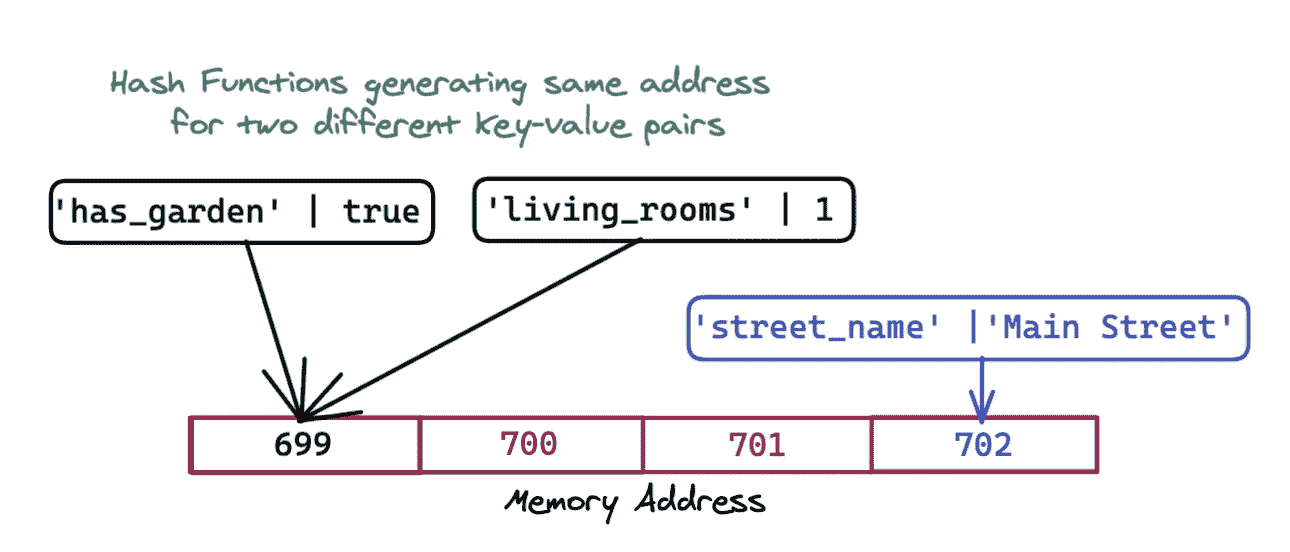 Hash Functions generating same address
for two different key-value pairs
'has_garden' | true
'living_rooms' | 1
'street_name' |'Main Street'
699
700
701
702
Memory Address